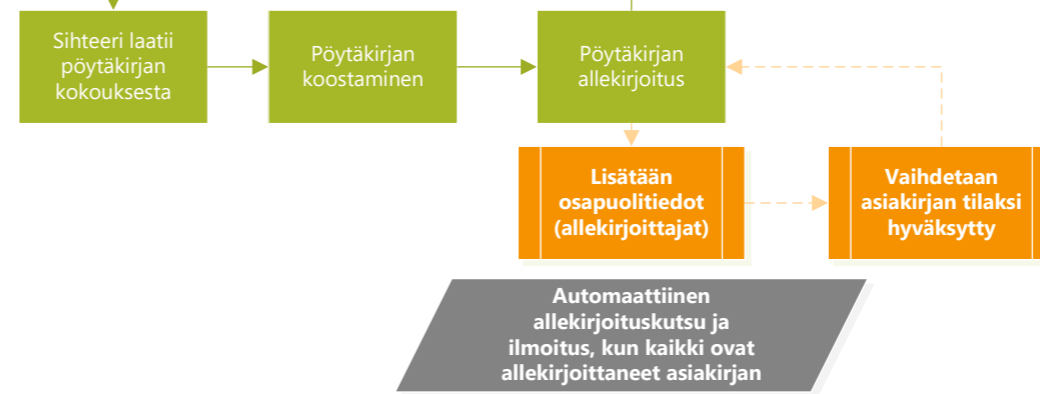 Sihteeri laatii
pöytäkirjan
kokouksesta
Pöytäkirjan
koostaminen
Pöytäkirjan
allekirjoitus
Lisätään
osapuolitiedot
(allekirjoittajat)
Vaihdetaan
asiakirjan tilaksi
hyväksytty
Automaattiinen
allekirjoituskutsu ja
ilmoitus, kun kaikki ovat
allekirjoittaneet asiakirjan